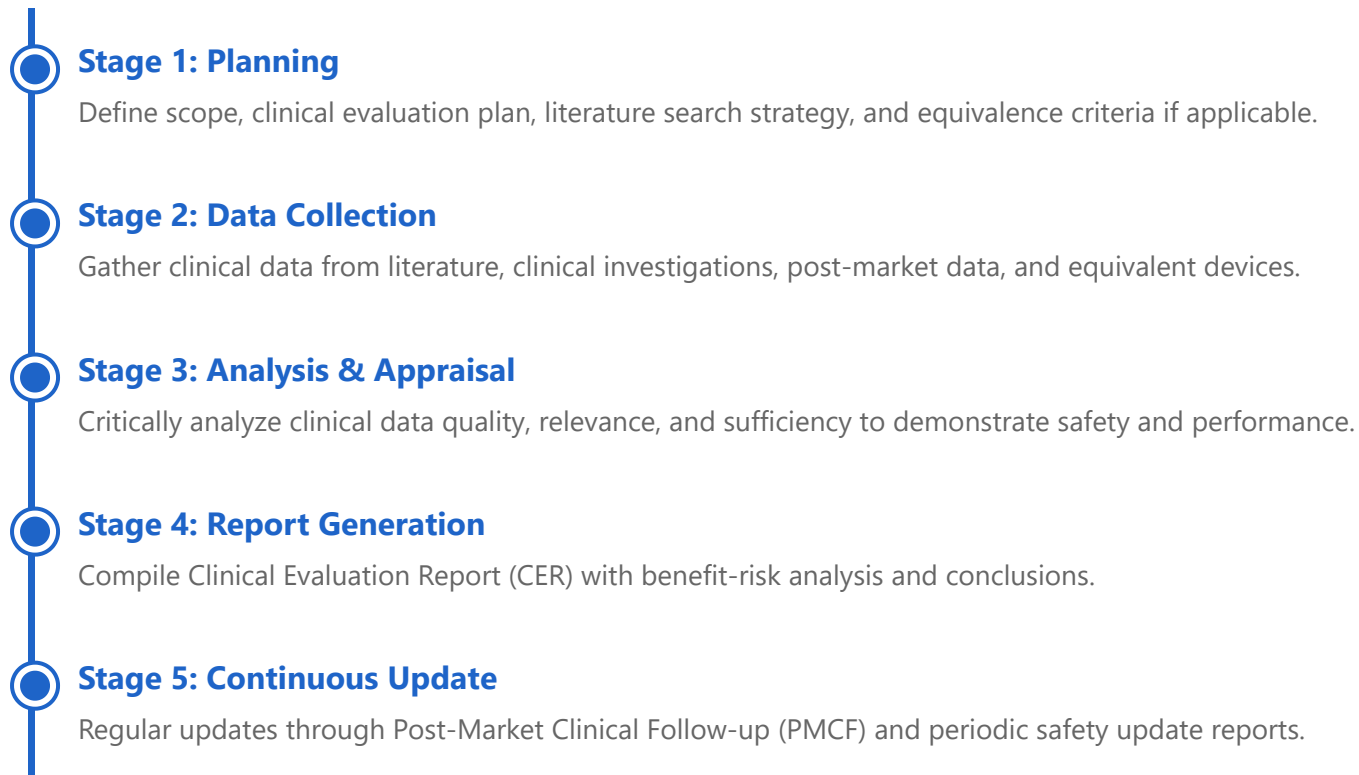 Stage 1: Planning
Define scope, clinical evaluation plan, literature search strategy, and equivalence criteria if applicable.
Stage 2: Data Collection
Gather clinical data from literature, clinical investigations, post-market data, and equivalent devices.
Stage 3: Analysis & Appraisal
Critically analyze clinical data quality, relevance, and sufficiency to demonstrate safety and performance.
Stage 4: Report Generation
Compile Clinical Evaluation Report (CER) with benefit-risk analysis and conclusions.
Stage 5: Continuous Update
Regular updates through Post-Market Clinical Follow-up (PMCF) and periodic safety update reports.